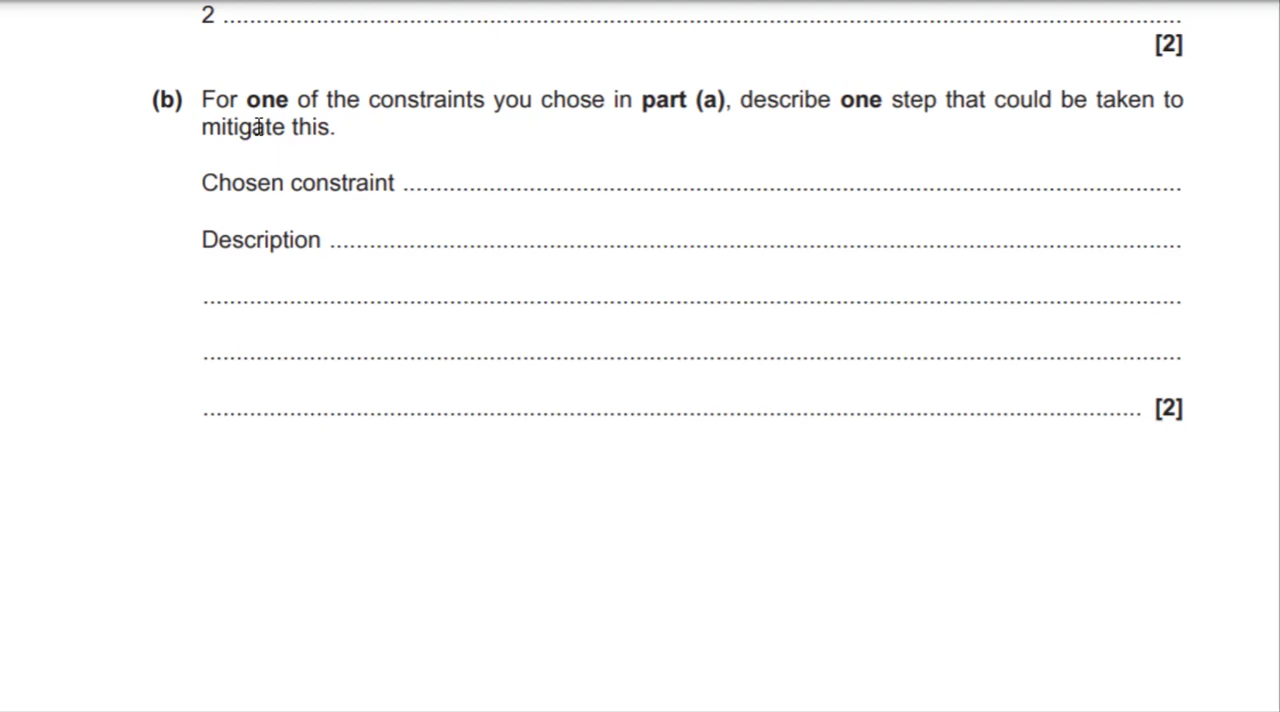 2 ........................................................................................................................................
[2]
(b) For one of the constraints you chose in part (a), describe one step that could be taken to
mitigate this.
Chosen constraint ..............................................................................................................
Description ........................................................................................................................
............................................................................................................................................
............................................................................................................................................
...................................................................................................................................... [2]